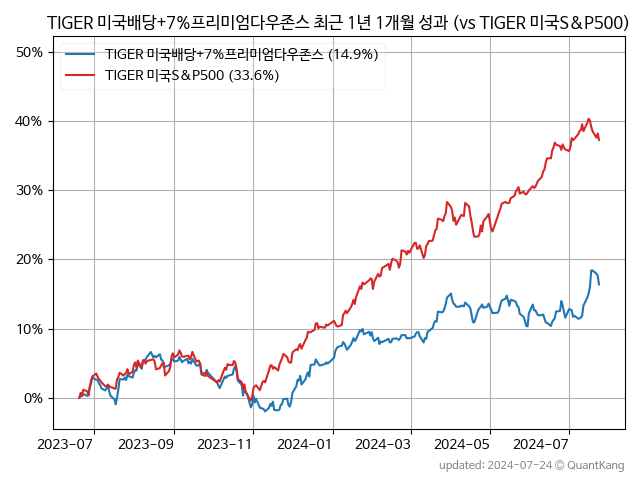 TIGER 미국배당+7%프리미엄다우존스 최근 1년 1개월 성과 (vs TIGER 미국S&P500)
TIGER 미국배당+7%프리미엄다우존스 (14.9%)
TIGER 미국S&P500 (33.6%)
50%
40%
30%
20%
10%
0%
2023-07 2023-09 2023-11 2024-01 2024-03 2024-05 2024-07
updated: 2024-07-24 © QuantKang